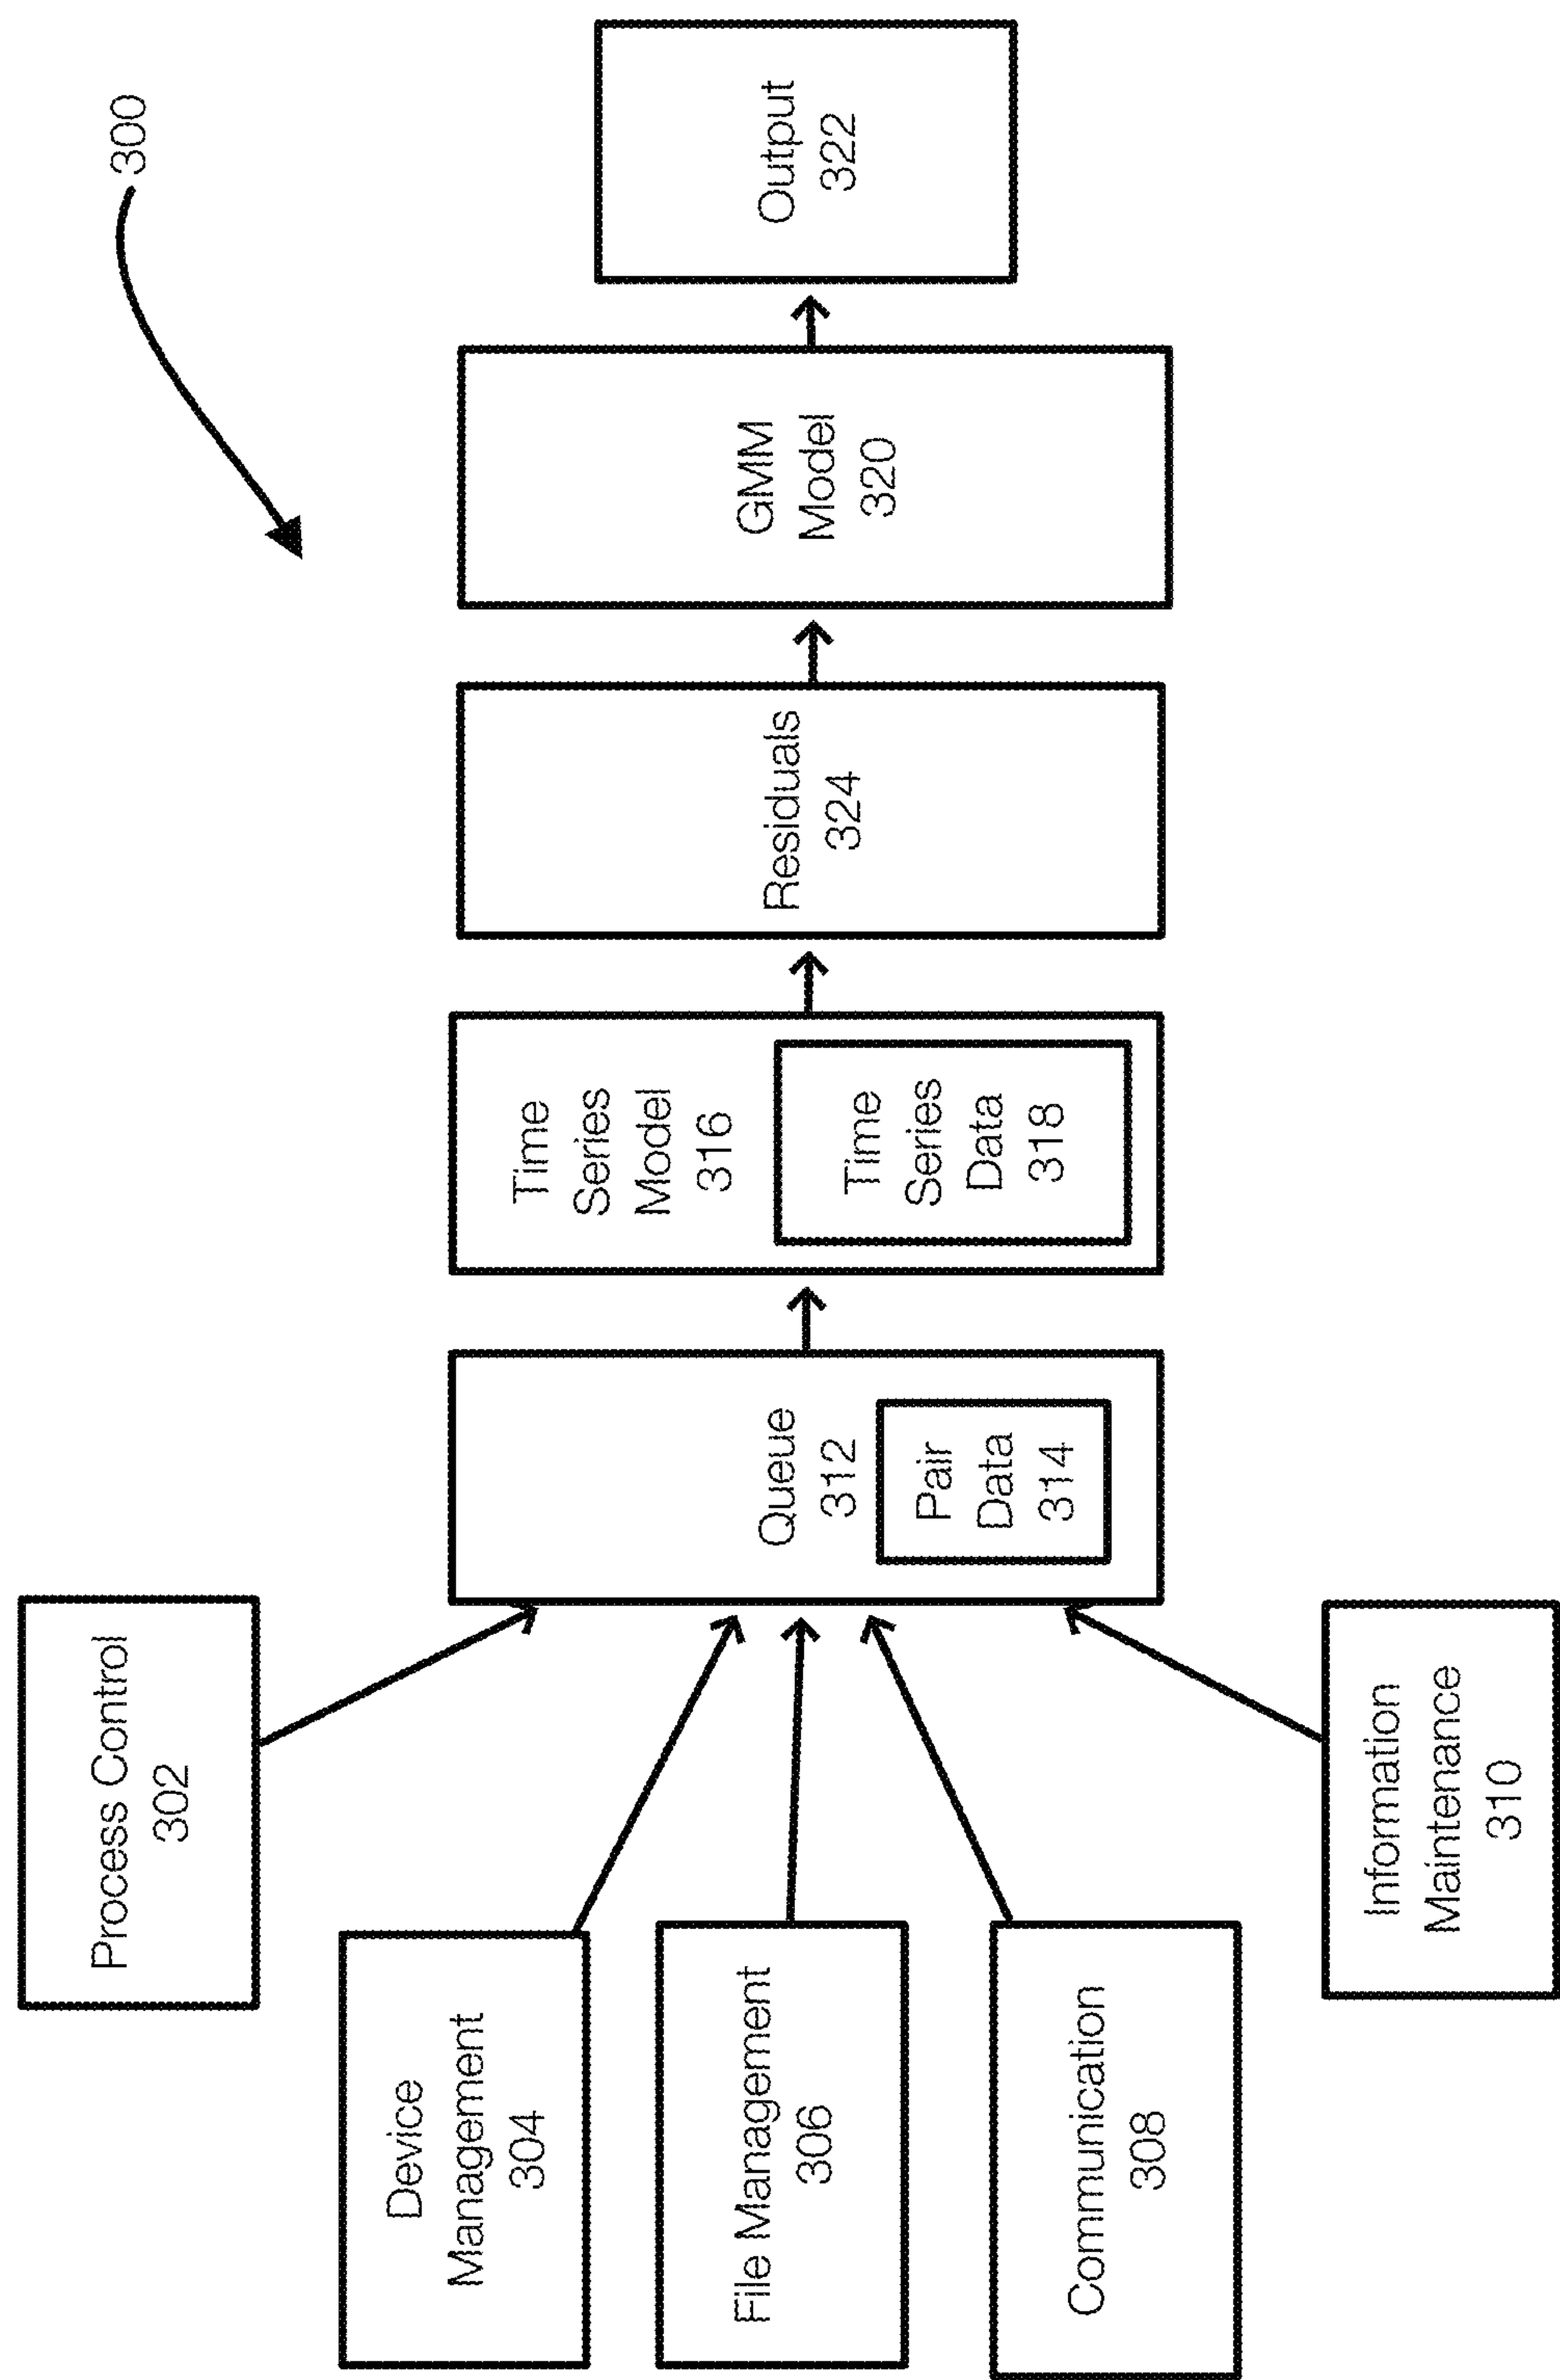 300
Process Control
302
Device
Management
304
File Management
306
Communication
308
Information
Maintenance
310
Queue
312
Pair
Data
314
Time
Series
Model
316
Time
Series
Data
318
Residuals
324
GMM
Model
320
Output
322